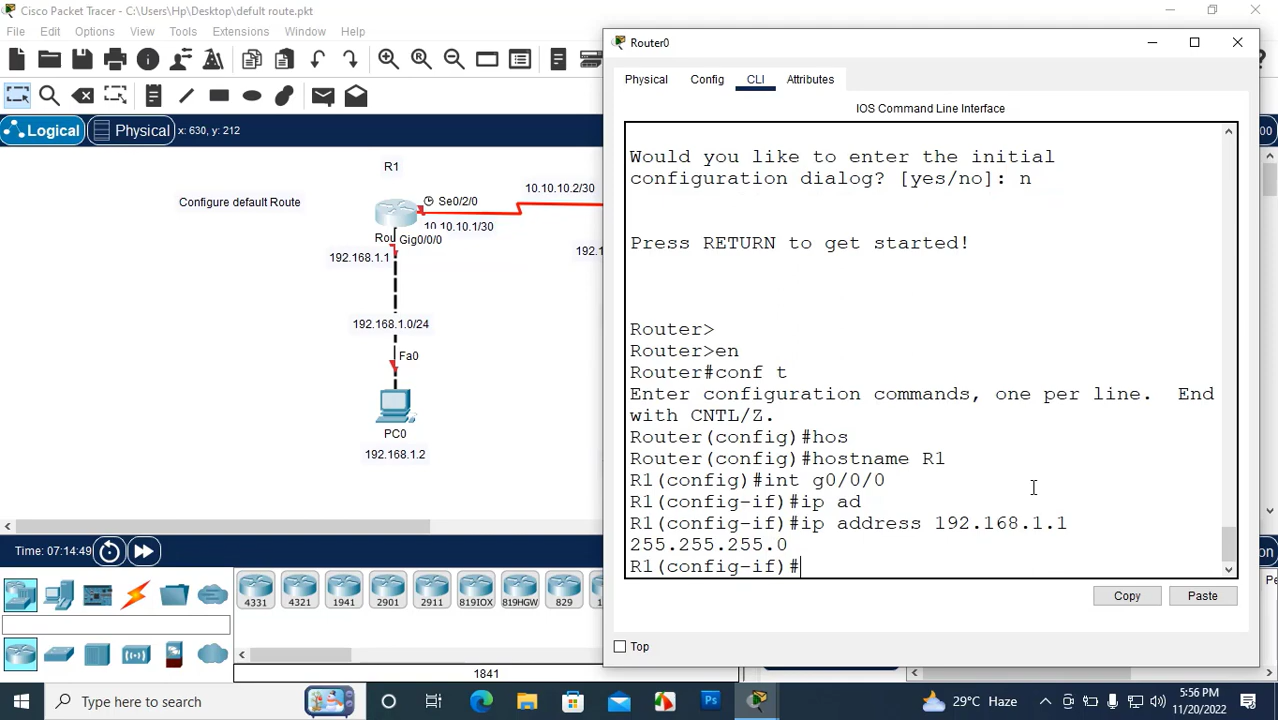 Cisco Packet Tracer - C:\Users\Hp\Desktop\defult route.pkt
File Edit Options View Tools Extensions Window Help
Logical Physical x: 630, y: 212
R1
Configure default Route
Se0/2/0
10.10.10.2/30
10.10.10.1/30
Rou Gig0/0/0
192.168.1.1
192.1
192.168.1.0/24
Fa0
PC0
192.168.1.2
Time: 07:14:49
4331 4321 1941 2901 2911 819IOX 819HGW 829
1841
Router0
Physical Config CLI Attributes
IOS Command Line Interface
Would you like to enter the initial
configuration dialog? [yes/no]: n
Press RETURN to get started!
Router>
Router>en
Router#conf t
Enter configuration commands, one per line. End
with CNTL/Z.
Router(config)#hos
Router(config)#hostname R1
R1(config)#int g0/0/0
R1(config-if)#ip ad
R1(config-if)#ip address 192.168.1.1
255.255.255.0
R1(config-if)#
Copy Paste
Top
Type here to search
Ps
29°C Haze
5:56 PM
11/20/2022